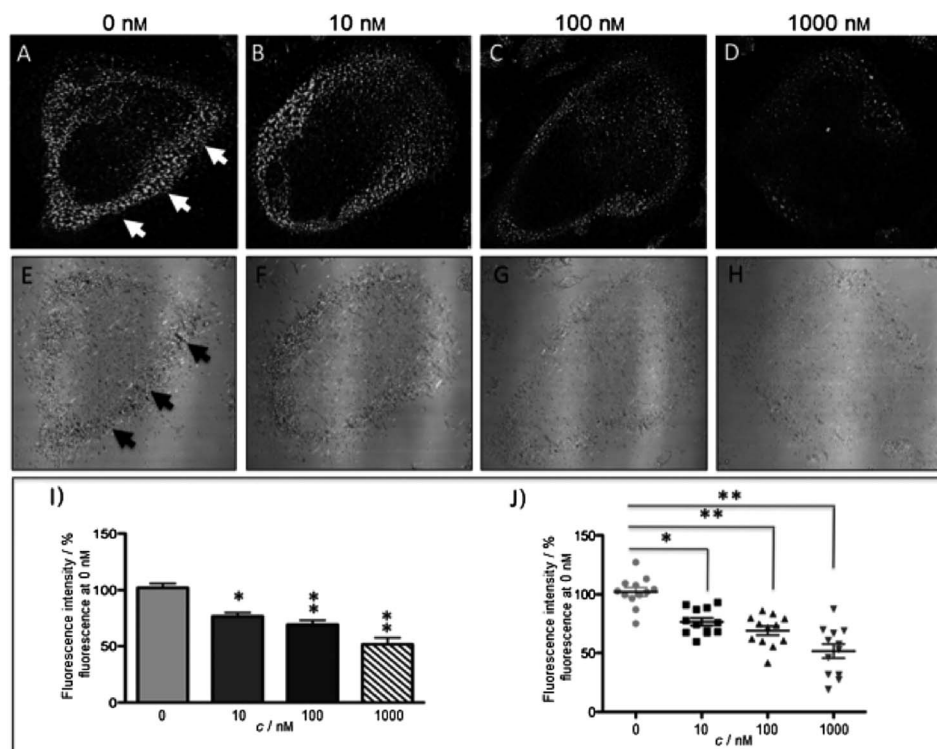 0 nM 10 nM 100 nM 1000 nM
A B C D
E F G H
I)
Fluorescence intensity / %
fluorescence at 0 nM
150
100
50
0
*
**
**
0 10 100 1000
c / nM
J)
Fluorescence intensity / %
fluorescence at 0 nM
150
100
50
0
**
**
*
0 10 100 1000
c / nM